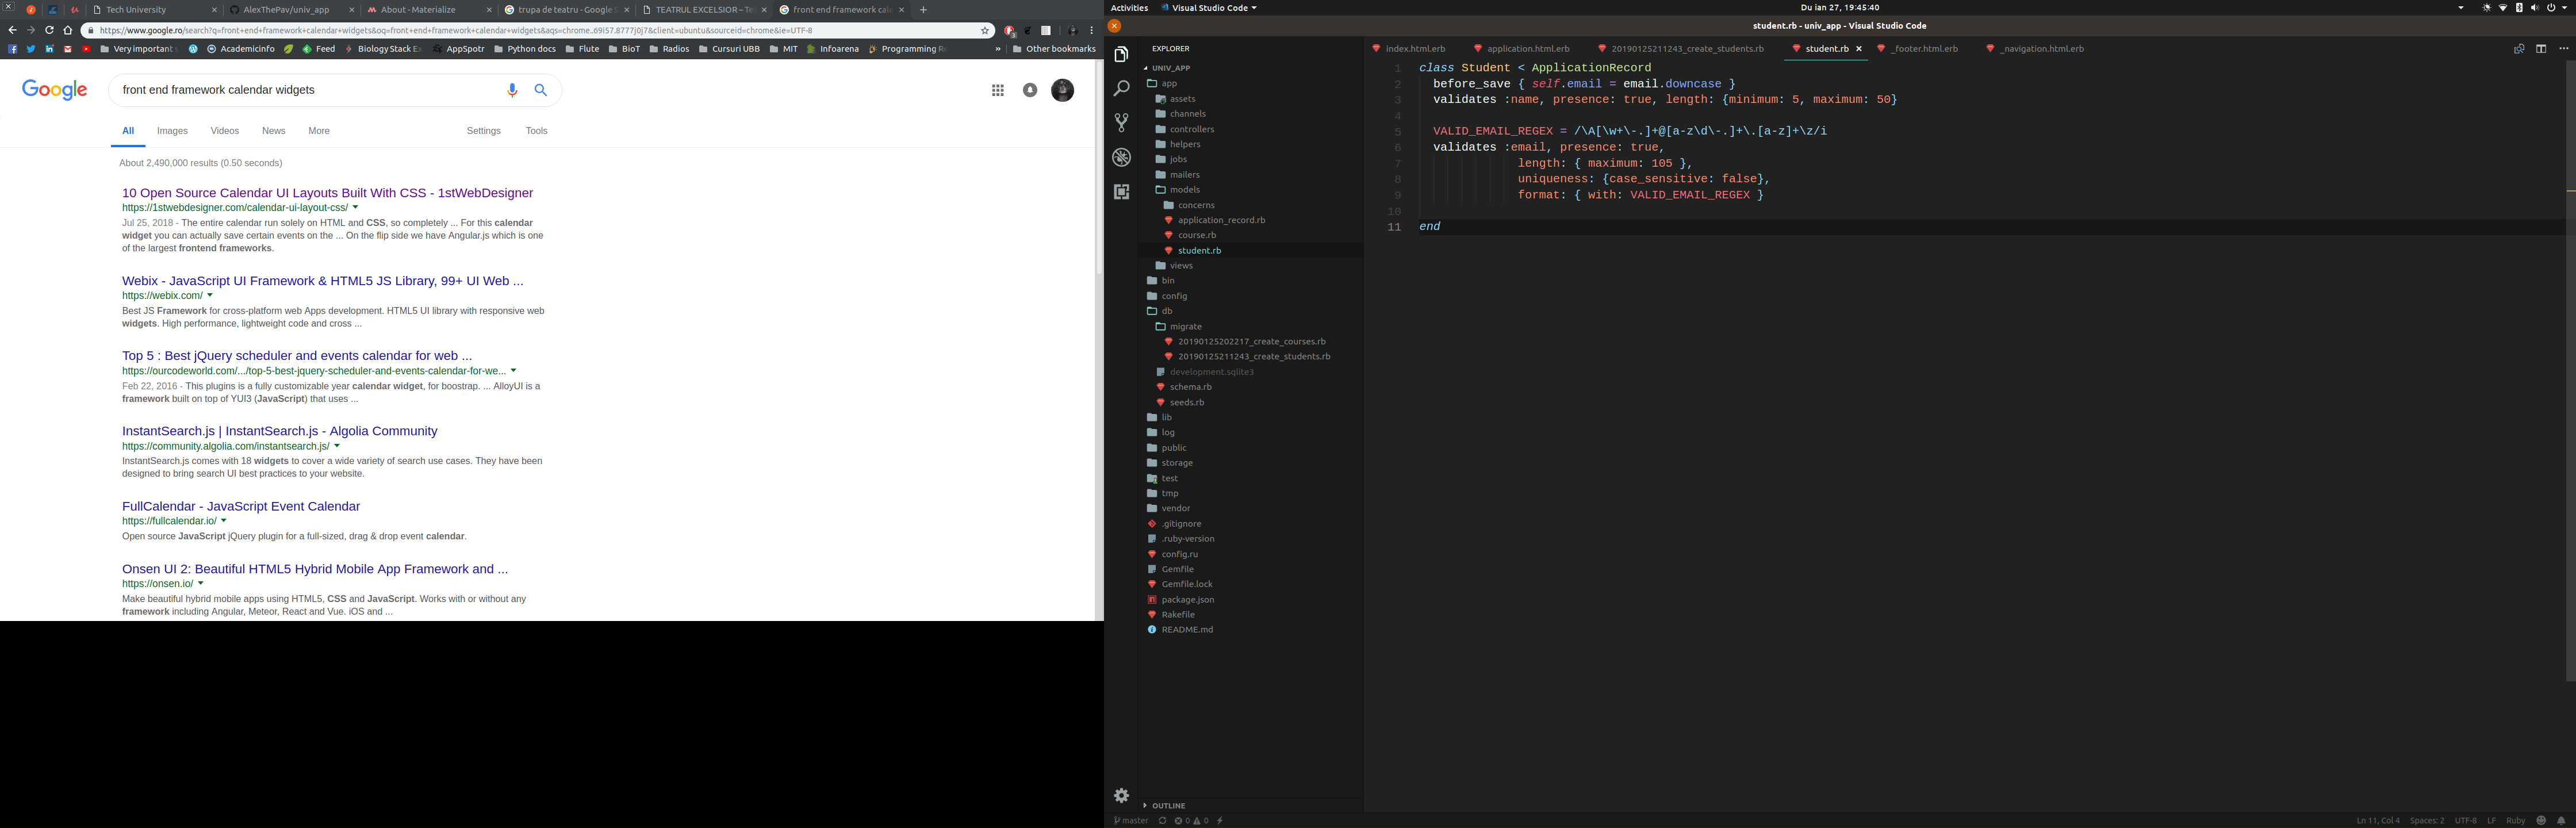 Tech University
AlexThePav/univ_app
About - Materialize
trupa de teatru - Google S
TEATRUL EXCELSIOR – Te
front end framework cale
https://www.google.ro/search?q=front+end+framework+calendar+widgets&oq=front+end+framework+calendar+widgets&aqs=chrome..69i57.8777j0j7&client=ubuntu&sourceid=chrome&ie=UTF-8
Very important
Academicinfo
Feed
Biology Stack Ex
AppSpotr
Python docs
Flute
BioT
Radios
Cursuri UBB
MIT
Infoarena
Programming R
»
Other bookmarks
Google
front end framework calendar widgets
All Images Videos News More Settings Tools
About 2,490,000 results (0.50 seconds)
10 Open Source Calendar UI Layouts Built With CSS - 1stWebDesigner
https://1stwebdesigner.com/calendar-ui-layout-css/
Jul 25, 2018 - The entire calendar run solely on HTML and CSS, so completely ... For this calendar
widget you can actually save certain events on the ... On the flip side we have Angular.js which is one
of the largest frontend frameworks.
Webix - JavaScript UI Framework & HTML5 JS Library, 99+ UI Web ...
https://webix.com/
Best JS Framework for cross-platform web Apps development. HTML5 UI library with responsive web
widgets. High performance, lightweight code and cross ...
Top 5 : Best jQuery scheduler and events calendar for web ...
https://ourcodeworld.com/.../top-5-best-jquery-scheduler-and-events-calendar-for-we...
Feb 22, 2016 - This plugins is a fully customizable year calendar widget, for boostrap. ... AlloyUI is a
framework built on top of YUI3 (JavaScript) that uses ...
InstantSearch.js | InstantSearch.js - Algolia Community
https://community.algolia.com/instantsearch.js/
InstantSearch.js comes with 18 widgets to cover a wide variety of search use cases. They have been
designed to bring search UI best practices to your website.
FullCalendar - JavaScript Event Calendar
https://fullcalendar.io/
Open source JavaScript jQuery plugin for a full-sized, drag & drop event calendar.
Onsen UI 2: Beautiful HTML5 Hybrid Mobile App Framework and ...
https://onsen.io/
Make beautiful hybrid mobile apps using HTML5, CSS and JavaScript. Works with or without any
framework including Angular, Meteor, React and Vue. iOS and ...
Activities Visual Studio Code Du ian 27, 19:45:40
student.rb - univ_app - Visual Studio Code
EXPLORER
UNIV_APP
app
assets
channels
controllers
helpers
jobs
mailers
models
concerns
application_record.rb
course.rb
student.rb
views
bin
config
db
migrate
20190125202217_create_courses.rb
20190125211243_create_students.rb
development.sqlite3
schema.rb
seeds.rb
lib
log
public
storage
test
tmp
vendor
.gitignore
.ruby-version
config.ru
Gemfile
Gemfile.lock
package.json
Rakefile
README.md
OUTLINE
index.html.erb application.html.erb 20190125211243_create_students.rb student.rb _footer.html.erb _navigation.html.erb
1 class Student < ApplicationRecord
2 before_save { self.email = email.downcase }
3 validates :name, presence: true, length: {minimum: 5, maximum: 50}
4
5 VALID_EMAIL_REGEX = /\A[\w+\-.]+@[a-z\d\-.]+\.[a-z]+\z/i
6 validates :email, presence: true,
7 length: { maximum: 105 },
8 uniqueness: {case_sensitive: false},
9 format: { with: VALID_EMAIL_REGEX }
10
11 end
master 0 0 Ln 11, Col 4 Spaces: 2 UTF-8 LF Ruby